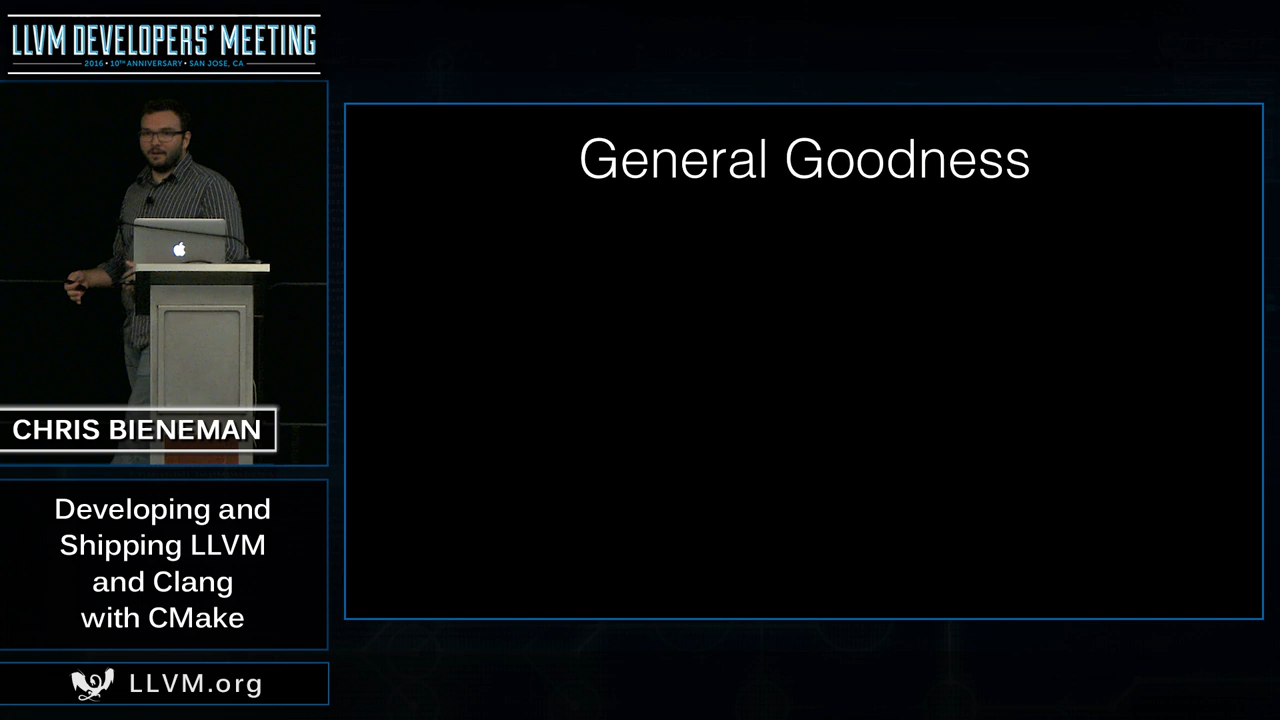 LLVM DEVELOPERS' MEETING
2016 • 10TH ANNIVERSARY • SAN JOSE, CA
General Goodness
CHRIS BIENEMAN
Developing and
Shipping LLVM
and Clang
with CMake
LLVM.org